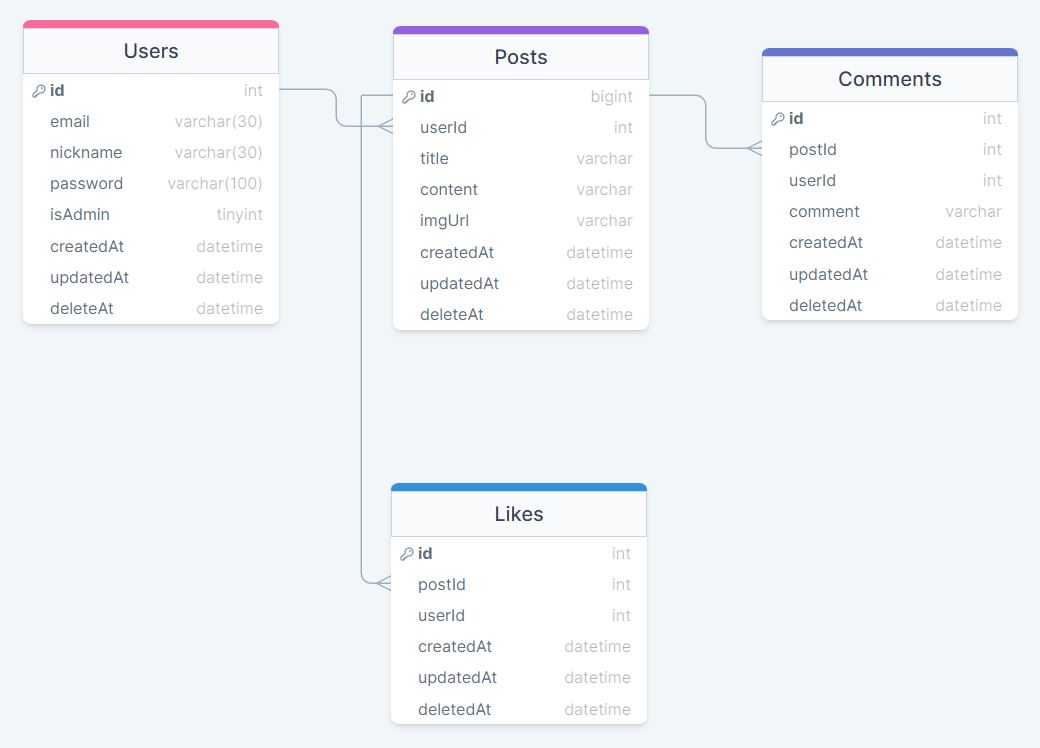 Users
id int
email varchar(30)
nickname varchar(30)
password varchar(100)
isAdmin tinyint
createdAt datetime
updatedAt datetime
deleteAt datetime
Posts
id bigint
userId int
title varchar
content varchar
imgUrl varchar
createdAt datetime
updatedAt datetime
deleteAt datetime
Comments
id int
postId int
userId int
comment varchar
createdAt datetime
updatedAt datetime
deletedAt datetime
Likes
id int
postId int
userId int
createdAt datetime
updatedAt datetime
deletedAt datetime